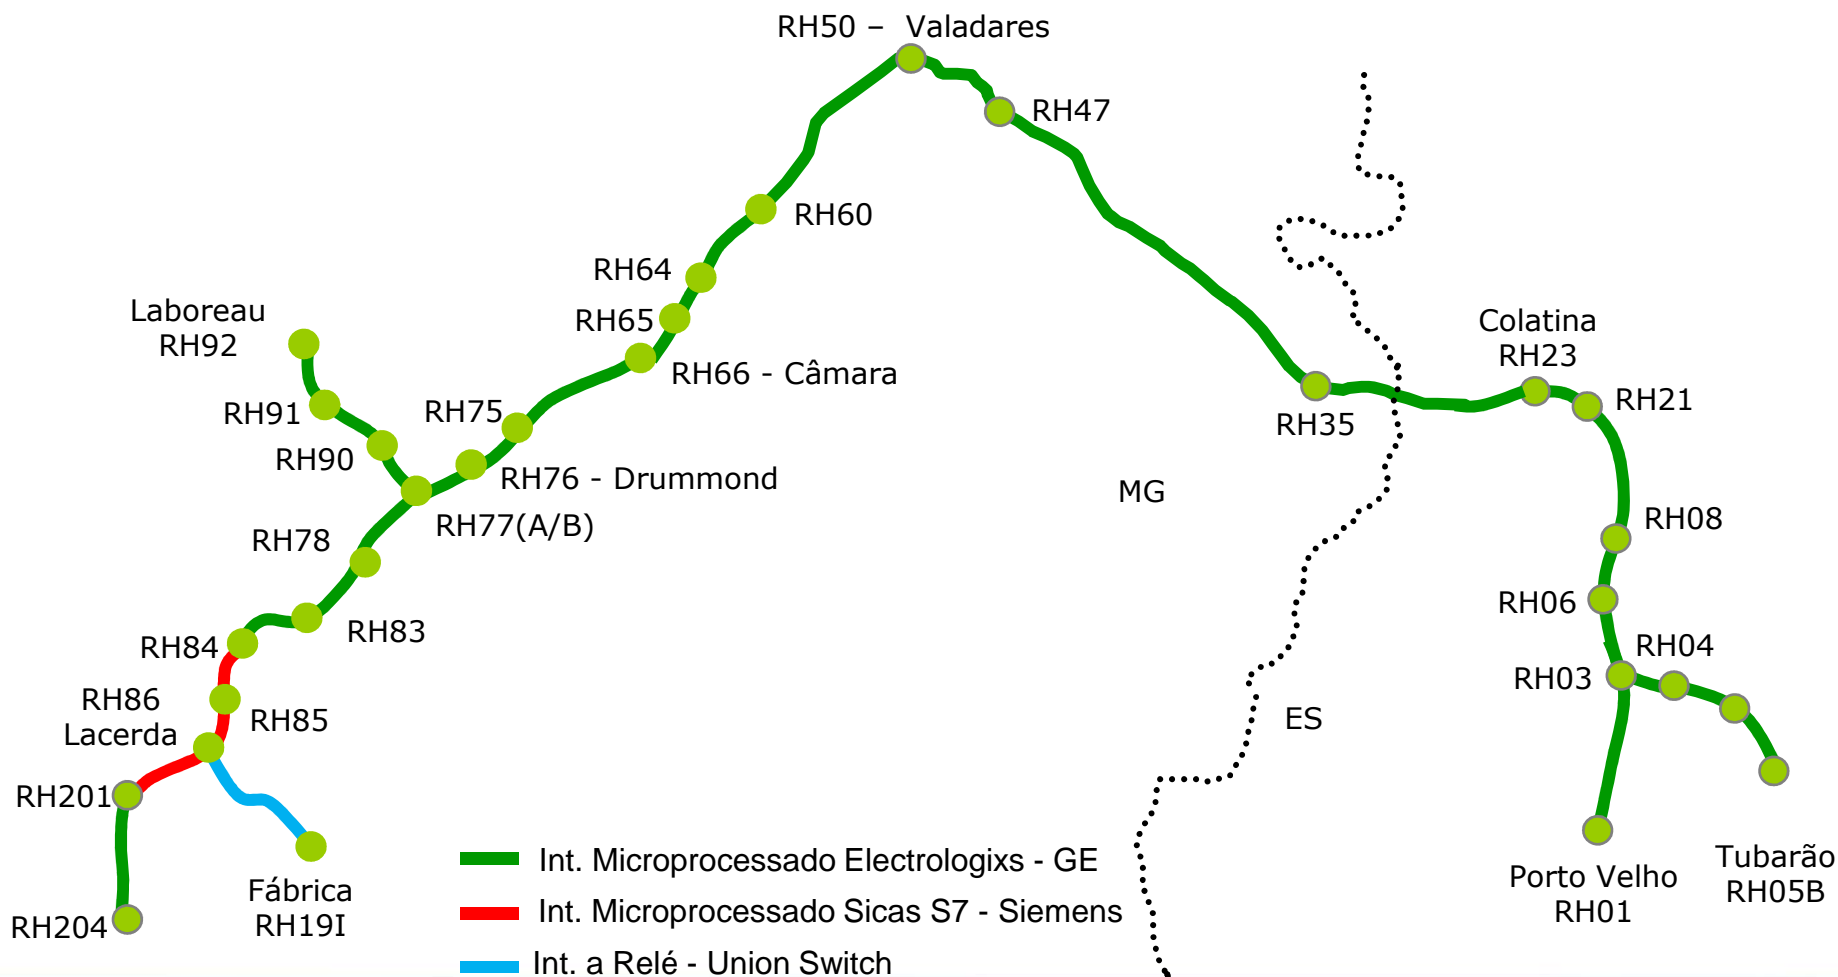 RH50 – Valadares
RH47
RH60
RH64
RH65
Laboreau
RH92
Colatina
RH23
RH66 - Câmara
RH91
RH75
RH35
RH21
RH90
RH76 - Drummond
MG
RH77(A/B)
RH78
RH08
RH06
RH83
RH84
RH04
RH03
RH86
Lacerda
RH85
ES
RH201
Fábrica
RH19I
RH204
Porto Velho
RH01
Tubarão
RH05B
Int. Microprocessado Electrologixs - GE
Int. Microprocessado Sicas S7 - Siemens
Int. a Relé - Union Switch